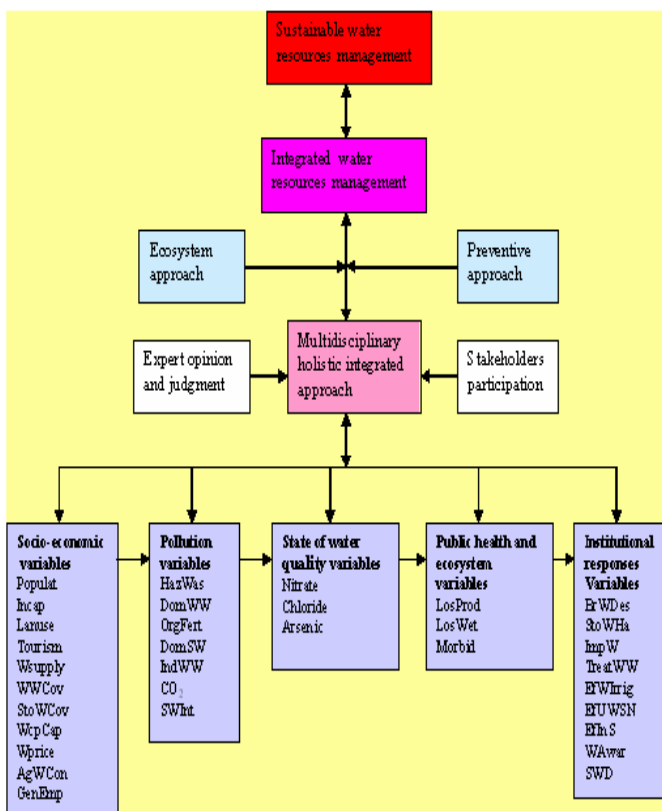 Sustainable water
resources management
Integrated water
resources management
Ecosystem
approach
Preventive
approach
Expert opinion
and judgment
Multidisciplinary
holistic integrated
approach
Stakeholders
participation
Socio-economic
variables
Populat
Incap
Lanuse
Tourism
Wsupply
WWCov
StoWCov
WcpCap
Wprice
AgWCon
GenEmp
Pollution
variables
HazWas
DomWW
OrgFert
DomSW
IndWW
CO₂
SWInt
State of water
quality variables
Nitrate
Chloride
Arsenic
Public health and
ecosystem
variables
LosProd
LosWet
Morbid
Institutional
responses
Variables
BrWDes
StoWHa
ImpW
TreatWW
EfWIrrig
EfUWSN
EfInS
WAwar
SWD